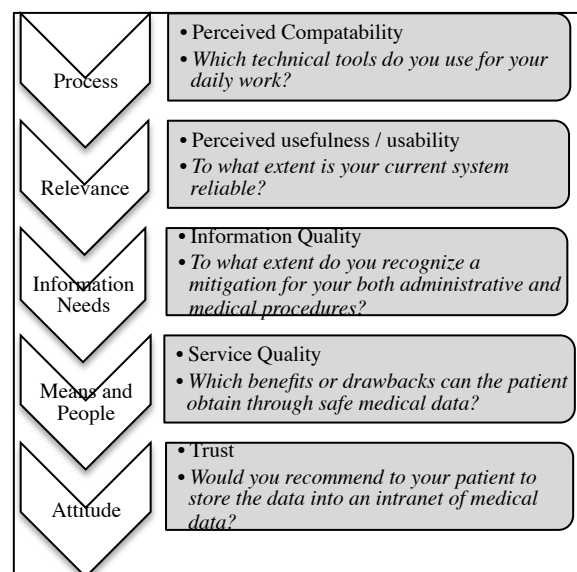 Process
• Perceived Compatability
• Which technical tools do you use for your
daily work?
Relevance
• Perceived usefulness / usability
• To what extent is your current system
reliable?
Information
Needs
• Information Quality
• To what extent do you recognize a
mitigation for your both administrative and
medical procedures?
Means and
People
• Service Quality
• Which benefits or drawbacks can the patient
obtain through safe medical data?
Attitude
• Trust
• Would you recommend to your patient to
store the data into an intranet of medical
data?